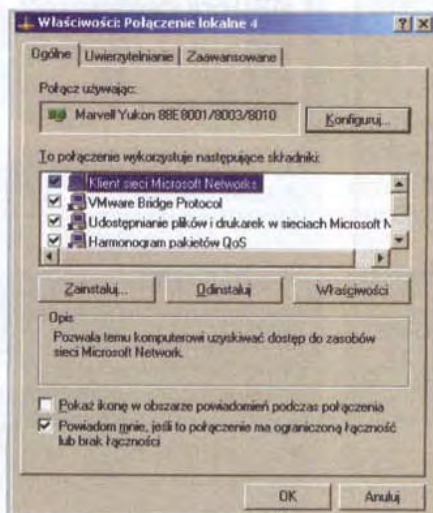 Właściwości: Połączenie lokalne 4
Ogólne
Uwierzytelnianie
Zaawansowane
Połącz używając:
Marvell Yukon 88E8001/8003/8010
Konfiguruj...
To połączenie wykorzystuje następujące składniki:
Klient sieci Microsoft Networks
VMware Bridge Protocol
Udostępnianie plików i drukarek w sieciach Microsoft N
Harmonogram pakietów QoS
Zainstaluj...
Odinstaluj
Właściwości
Opis
Pozwala temu komputerowi uzyskiwać dostęp do zasobów
sieci Microsoft Network.
Pokaż ikonę w obszarze powiadomień podczas połączenia
Powiadom mnie, jeśli to połączenie ma ograniczoną łączność
lub brak łączności
OK
Anuluj